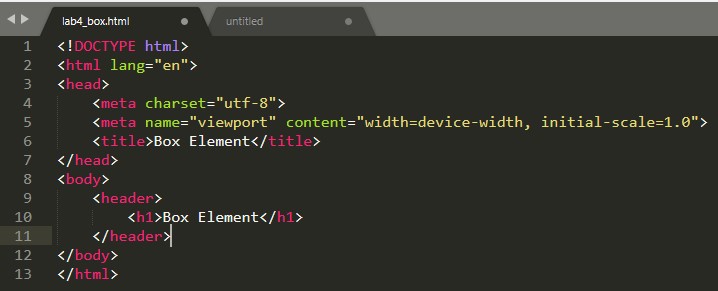 lab4_box.html untitled
1 <!DOCTYPE html>
2 <html lang="en">
3 <head>
4     <meta charset="utf-8">
5     <meta name="viewport" content="width=device-width, initial-scale=1.0">
6     <title>Box Element</title>
7 </head>
8 <body>
9     <header>
10         <h1>Box Element</h1>
11     </header>
12 </body>
13 </html>